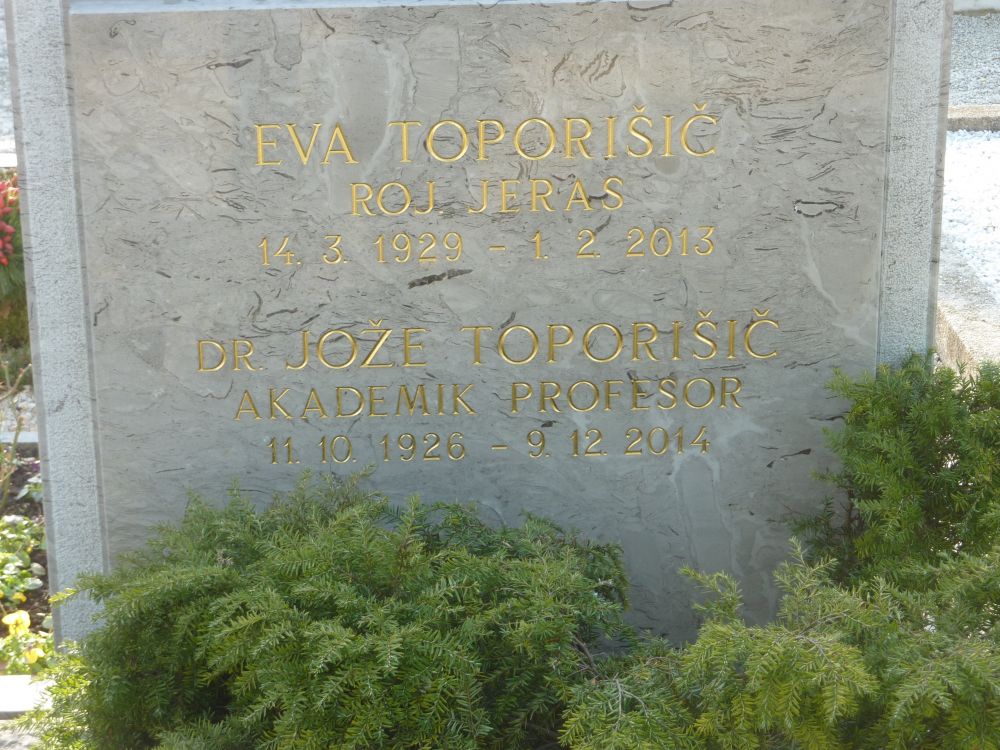 EVA TOPORIŠIČ
ROJ. JERAS
14. 3. 1929 - 1. 2. 2013
DR. JOŽE TOPORIŠIČ
AKADEMIK PROFESOR
11. 10. 1926 - 9. 12. 2014